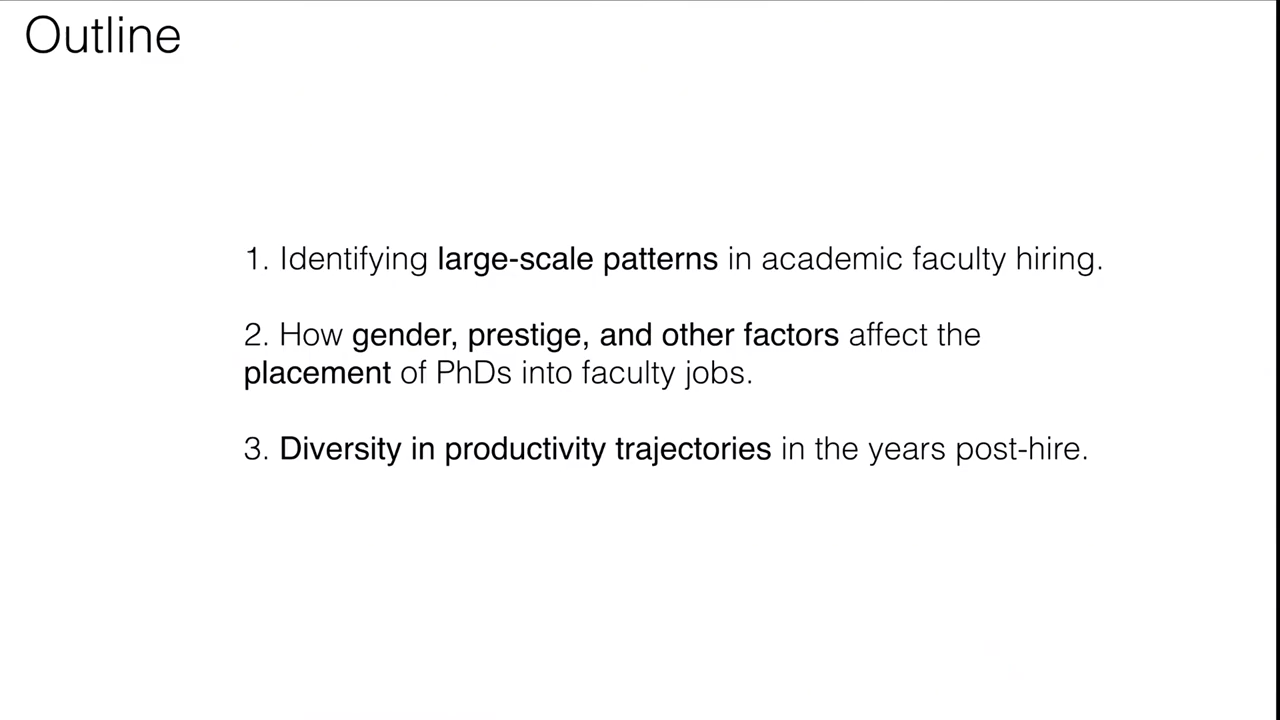 Outline
1. Identifying large-scale patterns in academic faculty hiring.
2. How gender, prestige, and other factors affect the
placement of PhDs into faculty jobs.
3. Diversity in productivity trajectories in the years post-hire.